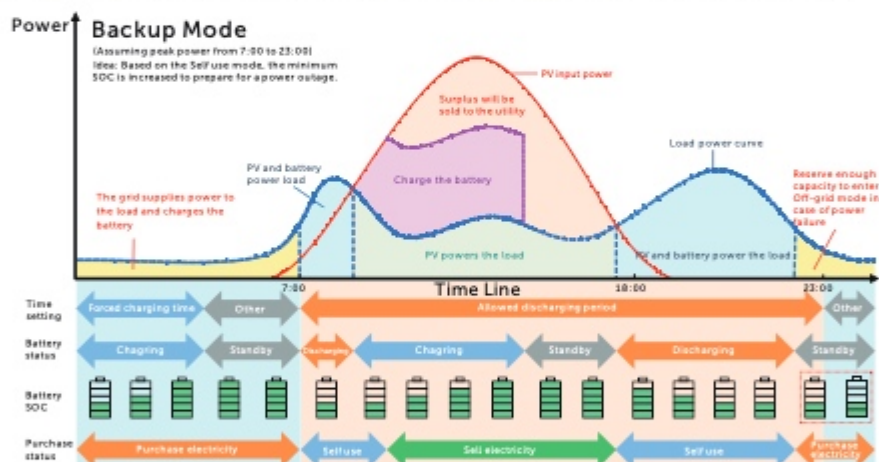 Power
Backup Mode
(Assuming peak power from 7:00 to 23:00)
Idea: Based on the Self use mode, the minimum
SOC is increased to prepare for a power outage.
PV input power
Surplus will be
sold to the utility
Load power curve
PV and battery
power load
Charge the battery
The grid supplies power to
the load and charges the
battery
Reserve enough
capacity to enter
Off-grid mode in
case of power
failure
PV powers the load
PV and battery power the load
7:00
Time Line
18:00
23:00
Time
setting
Forced charging time
Other
Allowed discharging period
Other
Battery
status
Chagring
Standby
Discharging
Chagring
Standby
Discharging
Standby
Battery
SOC
Purchase
status
Purchase electricity
Self use
Sell electricity
Self use
Purchase
electricity